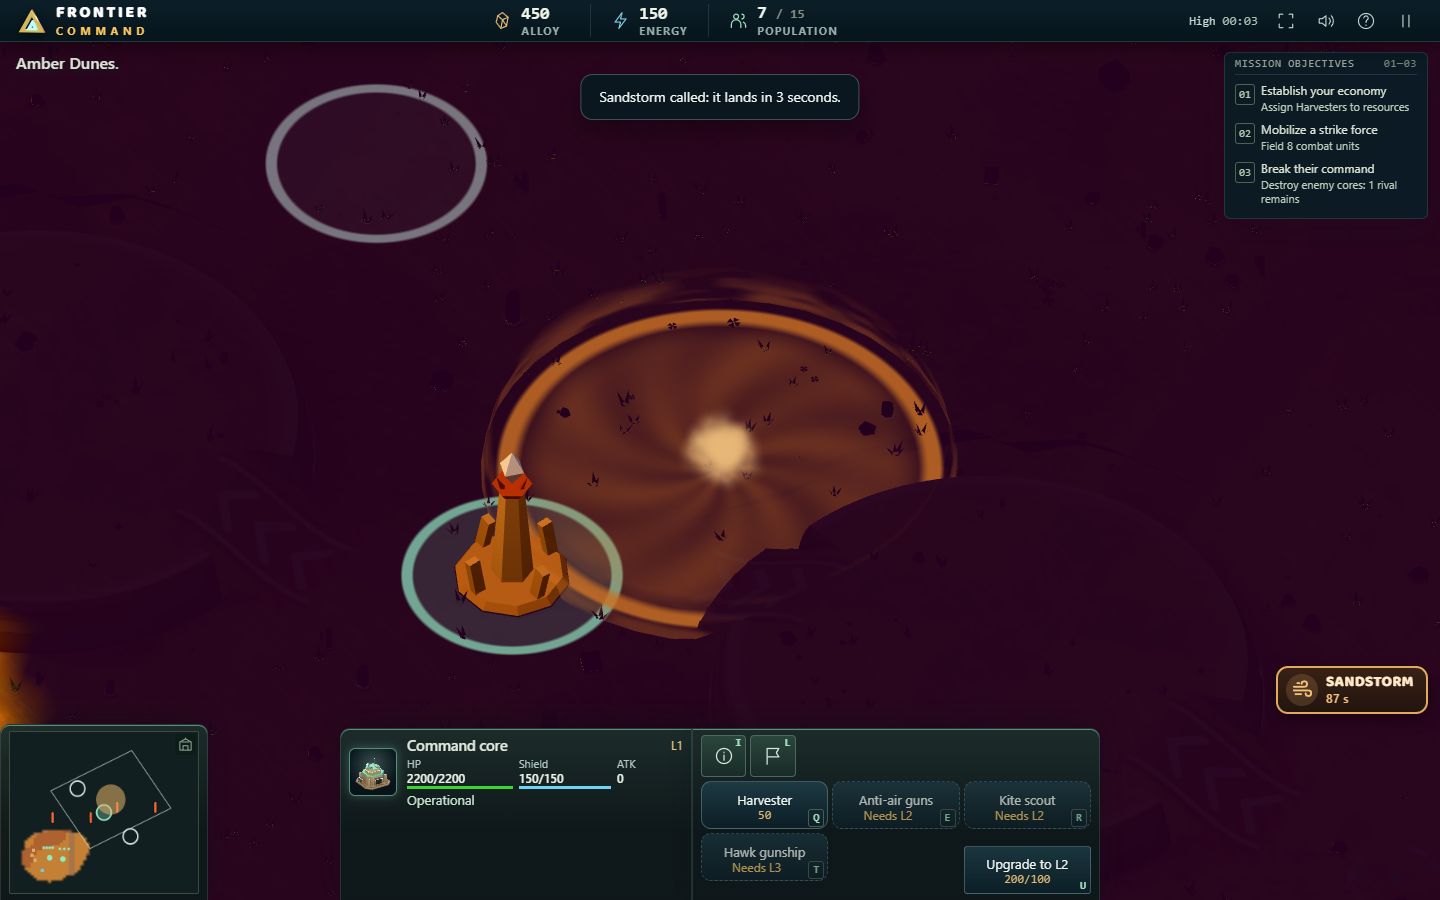 FRONTIER
COMMAND
450
ALLOY
150
ENERGY
7 / 15
POPULATION
High 00:03
Amber Dunes.
Sandstorm called: it lands in 3 seconds.
MISSION OBJECTIVES 01—03
01 Establish your economy
Assign Harvesters to resources
02 Mobilize a strike force
Field 8 combat units
03 Break their command
Destroy enemy cores: 1 rival
remains
SANDSTORM
87 s
Command core L1
HP Shield ATK
2200/2200 150/150 0
Operational
I L
Harvester
50 Q
Anti-air guns
Needs L2 E
Kite scout
Needs L2 R
Hawk gunship
Needs L3 T
Upgrade to L2
200/100
U